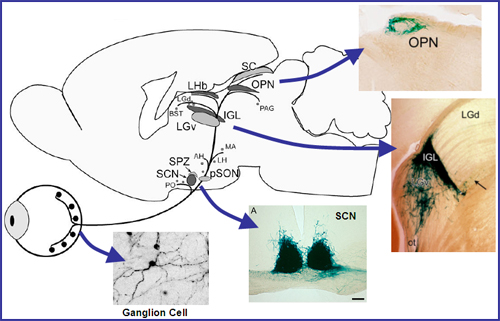 OPN
SC
LHb
OPN
LGd
BST
IGL
PAG
LGv
LGd
IGL
MA
AH
LH
SPZ
SCN
pSON
PO
ot
A
SCN
Ganglion Cell